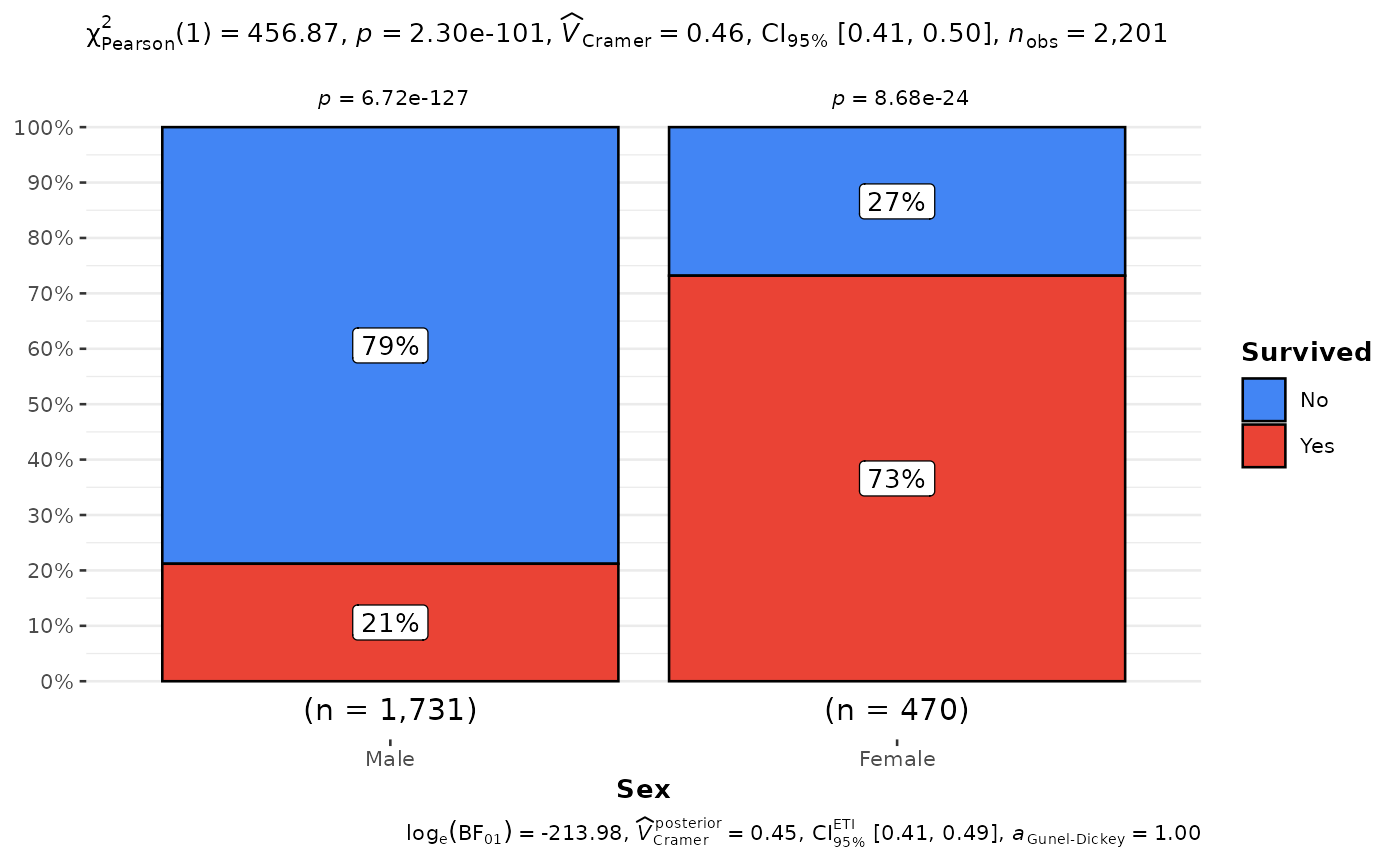 χ²Pearson(1) = 456.87, p = 2.30e-101, V̂Cramer = 0.46, CI95% [0.41, 0.50], nobs = 2,201
p = 6.72e-127 p = 8.68e-24
100%
90%
80%
70%
60%
50%
40%
30%
20%
10%
0%
79%
21%
27%
73%
(n = 1,731) (n = 470)
Male Female
Sex
Survived
No
Yes
loge(BF01) = -213.98, V̂posteriorCramer = 0.45, CIETI95% [0.41, 0.49], aGunel-Dickey = 1.00